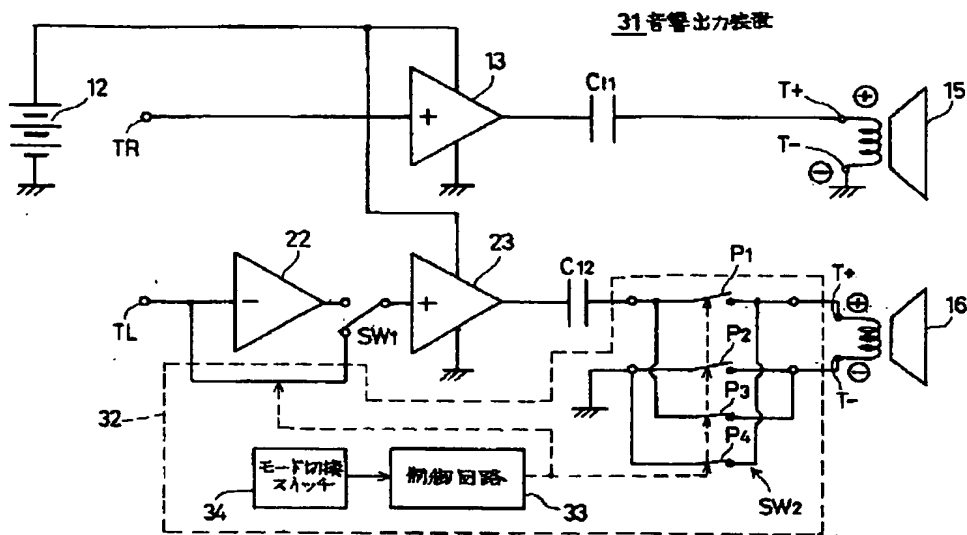 31 音響出力装置
12
TR
+
13
C11
T+
⊕
15
T-
⊖
22
TL
-
SW1
23
+
C12
P1
T+
⊕
16
P2
⊖
T-
P3
P4
32
モード切換
スイッチ
制御回路
34
33
SW2